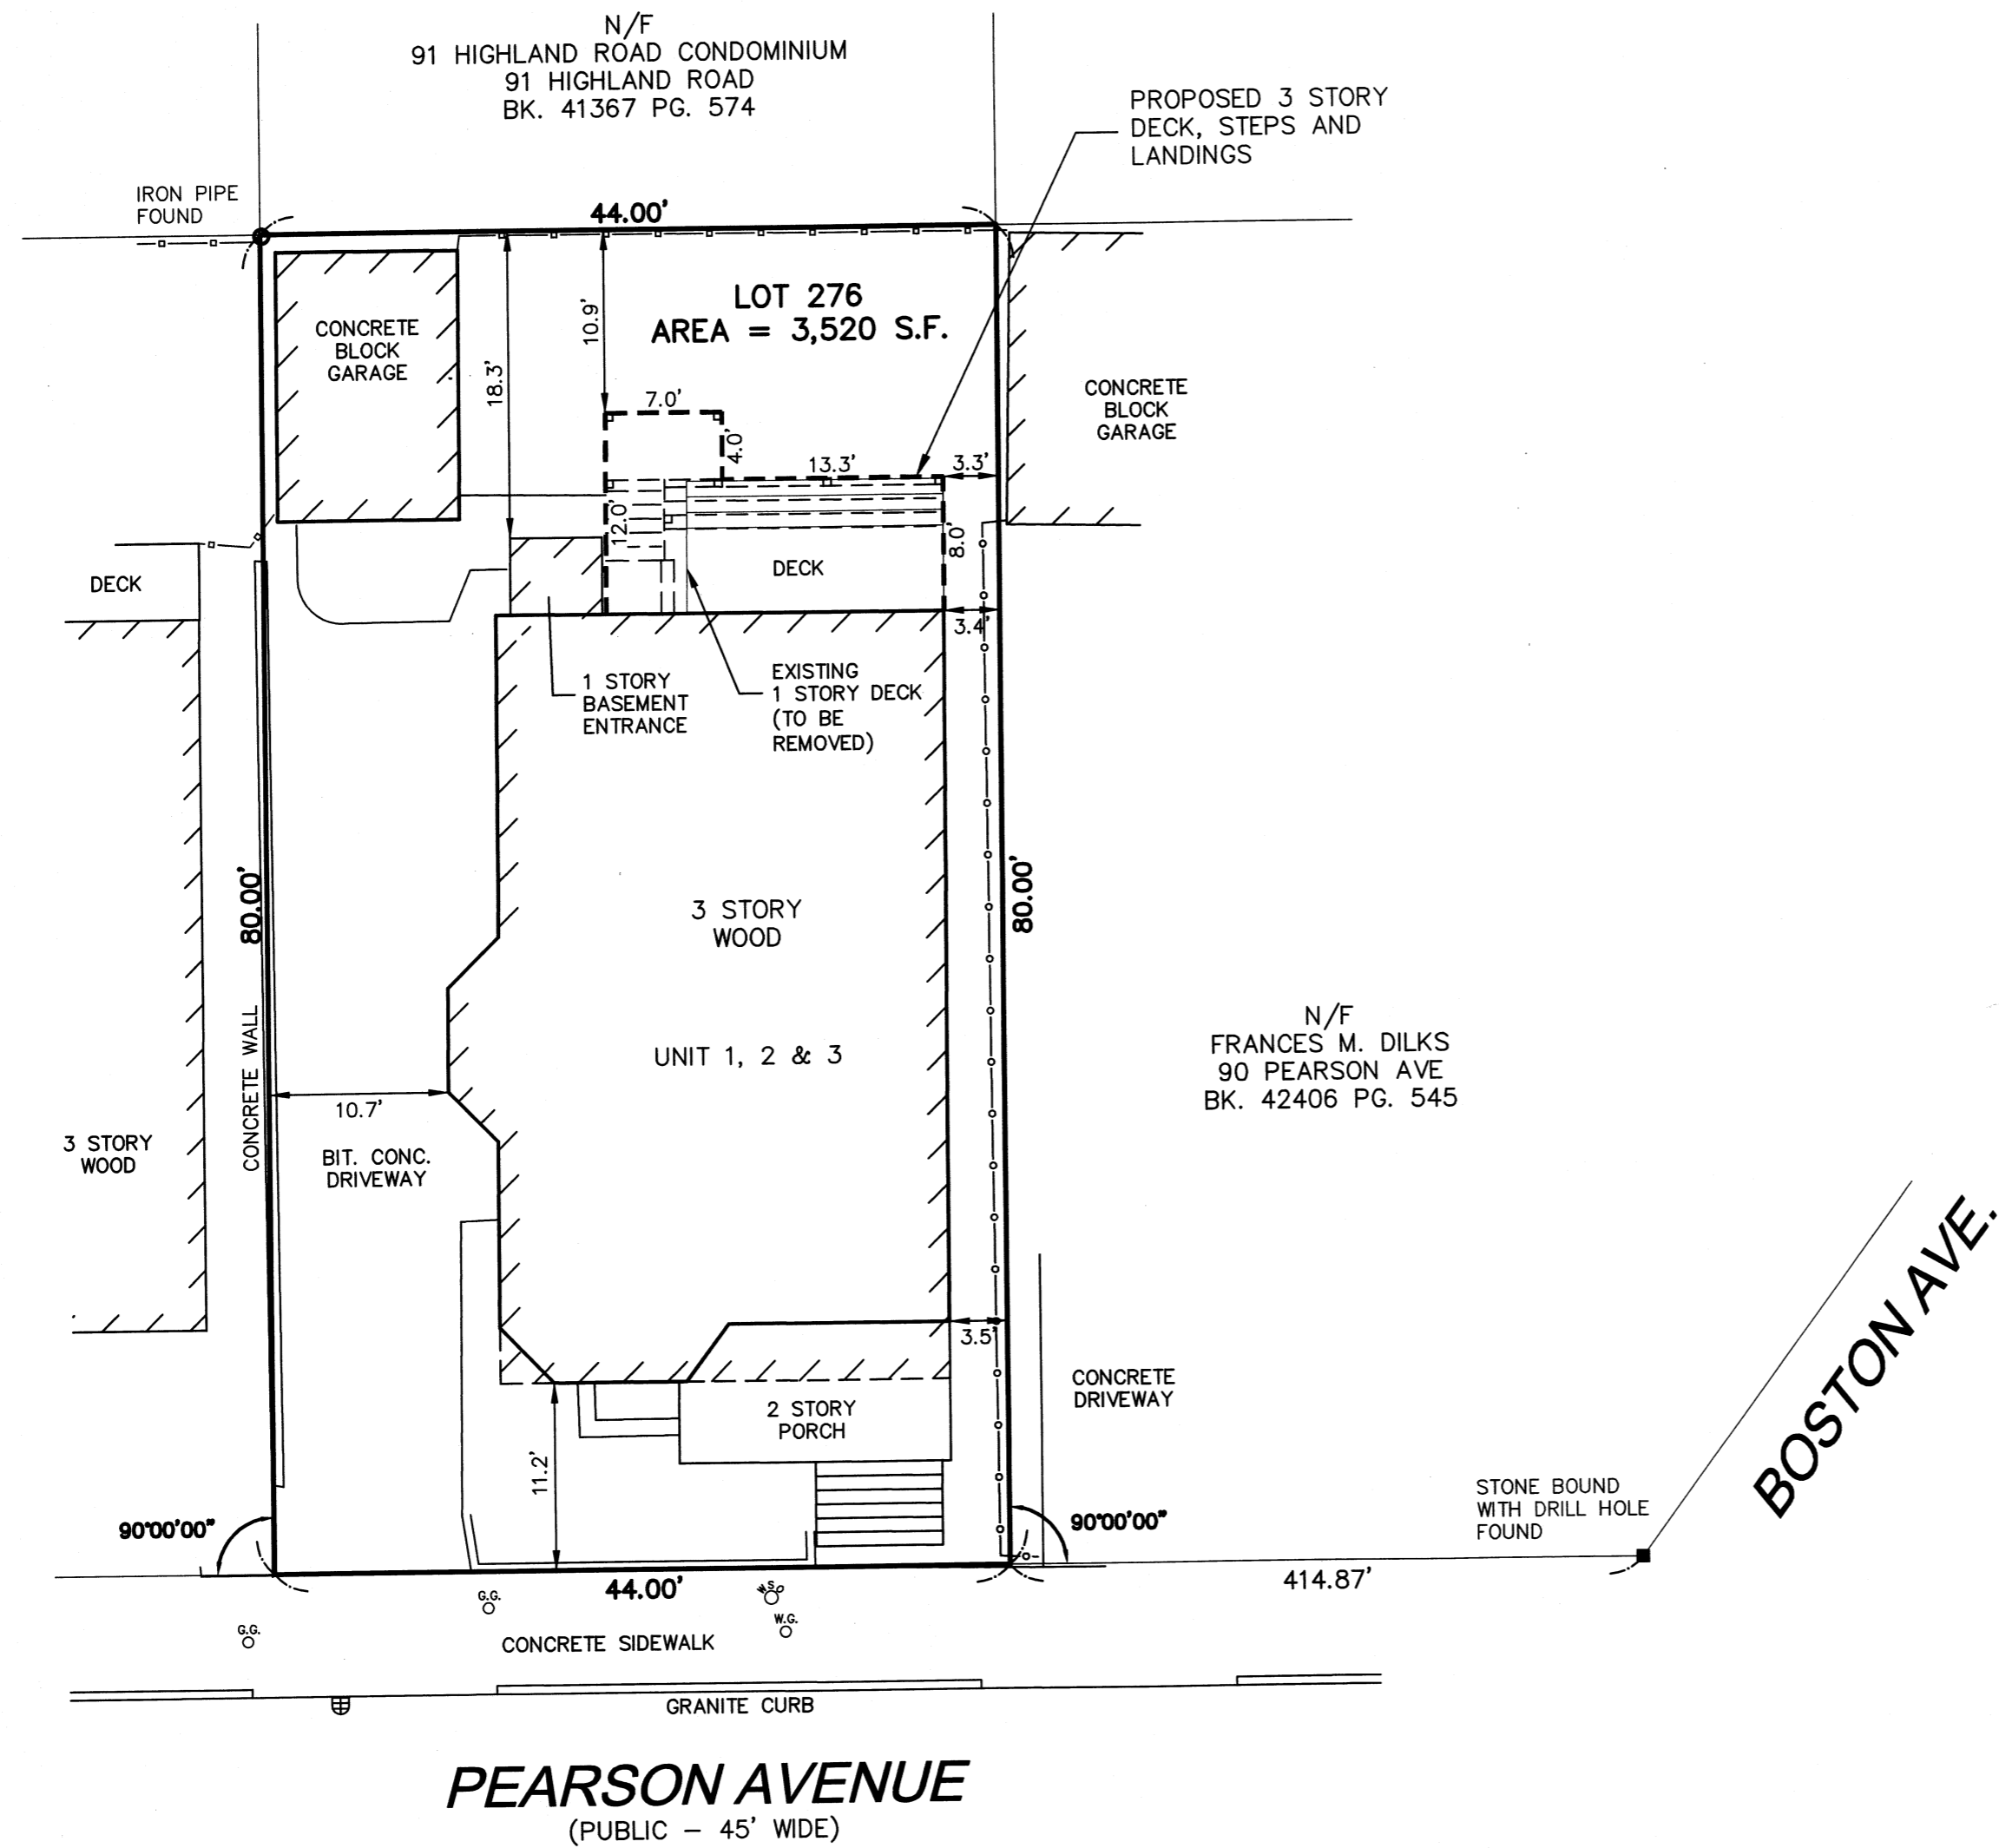 N/F
91 HIGHLAND ROAD CONDOMINIUM
91 HIGHLAND ROAD
BK. 41367 PG. 574
PROPOSED 3 STORY
DECK, STEPS AND
LANDINGS
IRON PIPE
FOUND
44.00'
LOT 276
AREA = 3,520 S.F.
10.9'
18.3'
CONCRETE
BLOCK
GARAGE
CONCRETE
BLOCK
GARAGE
7.0'
4.0'
13.3'
3.3'
12.0'
8.0'
DECK
DECK
3.4'
1 STORY
BASEMENT
ENTRANCE
EXISTING
1 STORY DECK
(TO BE
REMOVED)
80.00'
80.00'
3 STORY
WOOD
UNIT 1, 2 & 3
N/F
FRANCES M. DILKS
90 PEARSON AVE
BK. 42406 PG. 545
CONCRETE WALL
10.7'
3 STORY
WOOD
BIT. CONC.
DRIVEWAY
BOSTON AVE.
3.5'
CONCRETE
DRIVEWAY
2 STORY
PORCH
11.2'
STONE BOUND
WITH DRILL HOLE
FOUND
90°00'00"
90°00'00"
44.00'
414.87'
G.G.
W.S.O
W.G.
G.G.
CONCRETE SIDEWALK
GRANITE CURB
PEARSON AVENUE
(PUBLIC - 45' WIDE)